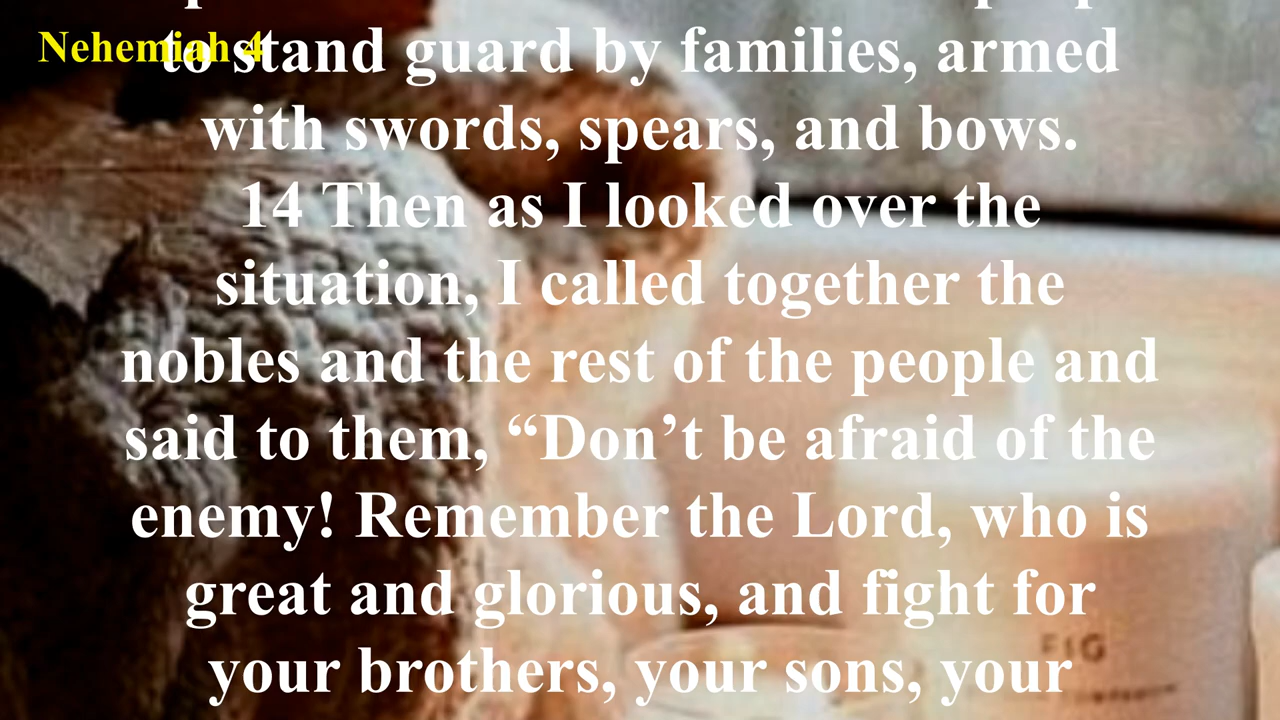 Nehemiah 4
to stand guard by families, armed
with swords, spears, and bows.
14 Then as I looked over the
situation, I called together the
nobles and the rest of the people and
said to them, “Don’t be afraid of the
enemy! Remember the Lord, who is
great and glorious, and fight for
your brothers, your sons, your
FIG